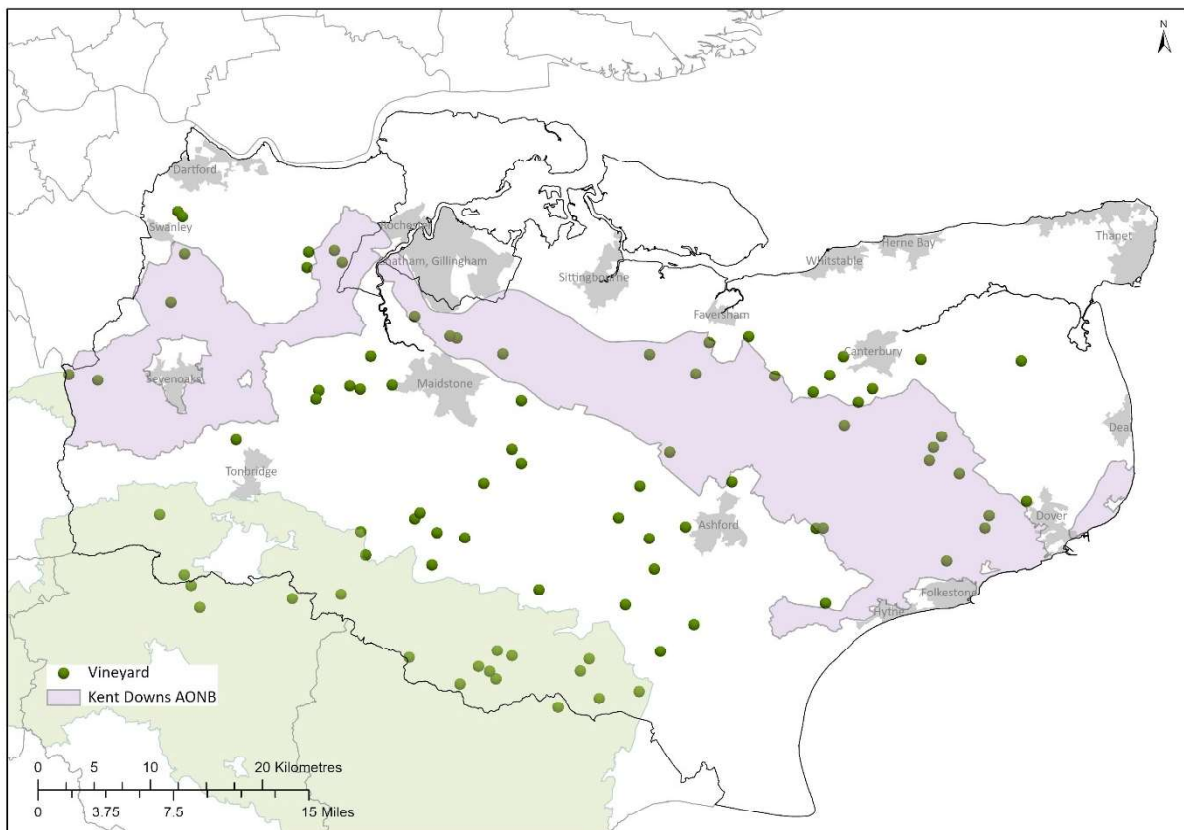 N
Dartford
Swanley
Rochester
Chatham, Gillingham
Sittingbourne
Faversham
Whitstable
Herne Bay
Thanet
Canterbury
Sevenoaks
Maidstone
Deal
Tonbridge
Ashford
Dover
Folkestone
Hythe
Vineyard
Kent Downs AONB
0 5 10 20 Kilometres
0 3.75 7.5 15 Miles